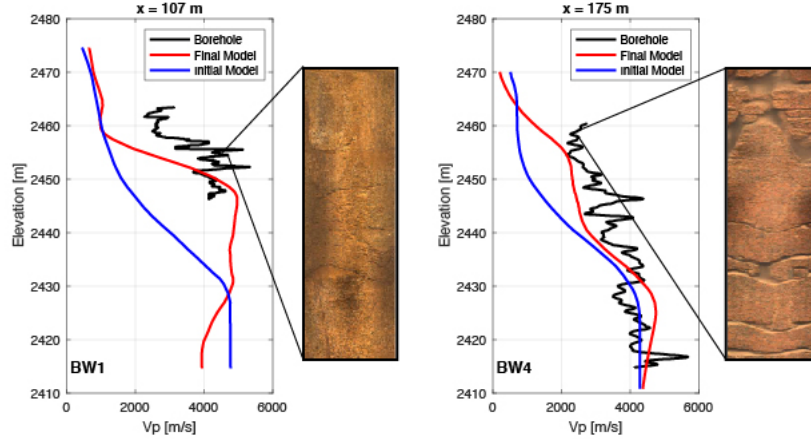 x = 107 m
2480
2470
2460
2450
2440
2430
2420
2410
Elevation [m]
Borehole
Final Model
Initial Model
BW1
0
2000
4000
6000
Vp [m/s]
x = 175 m
2480
2470
2460
2450
2440
2430
2420
2410
Elevation [m]
Borehole
Final Model
Initial Model
BW4
0
2000
4000
6000
Vp [m/s]